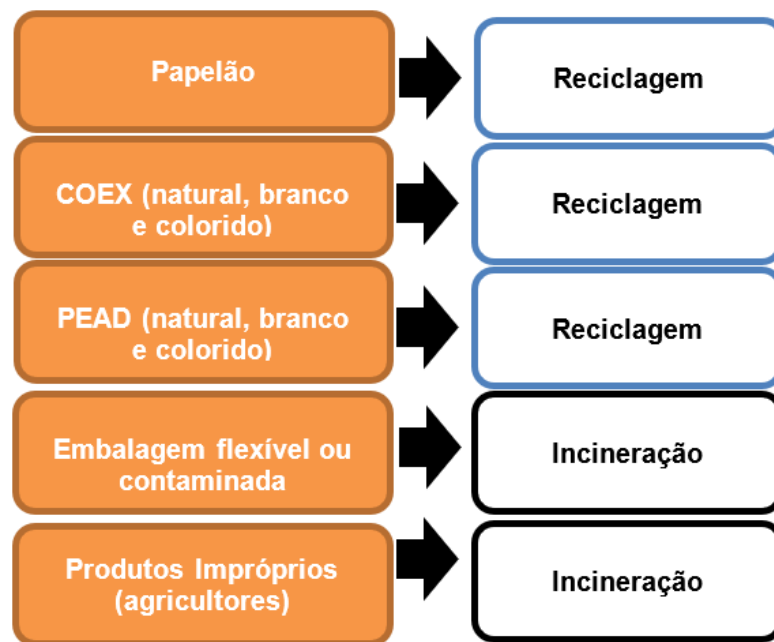 Papelão
Reciclagem
COEX (natural, branco
e colorido)
Reciclagem
PEAD (natural, branco
e colorido)
Reciclagem
Embalagem flexível ou
contaminada
Incineração
Produtos Impróprios
(agricultores)
Incineração